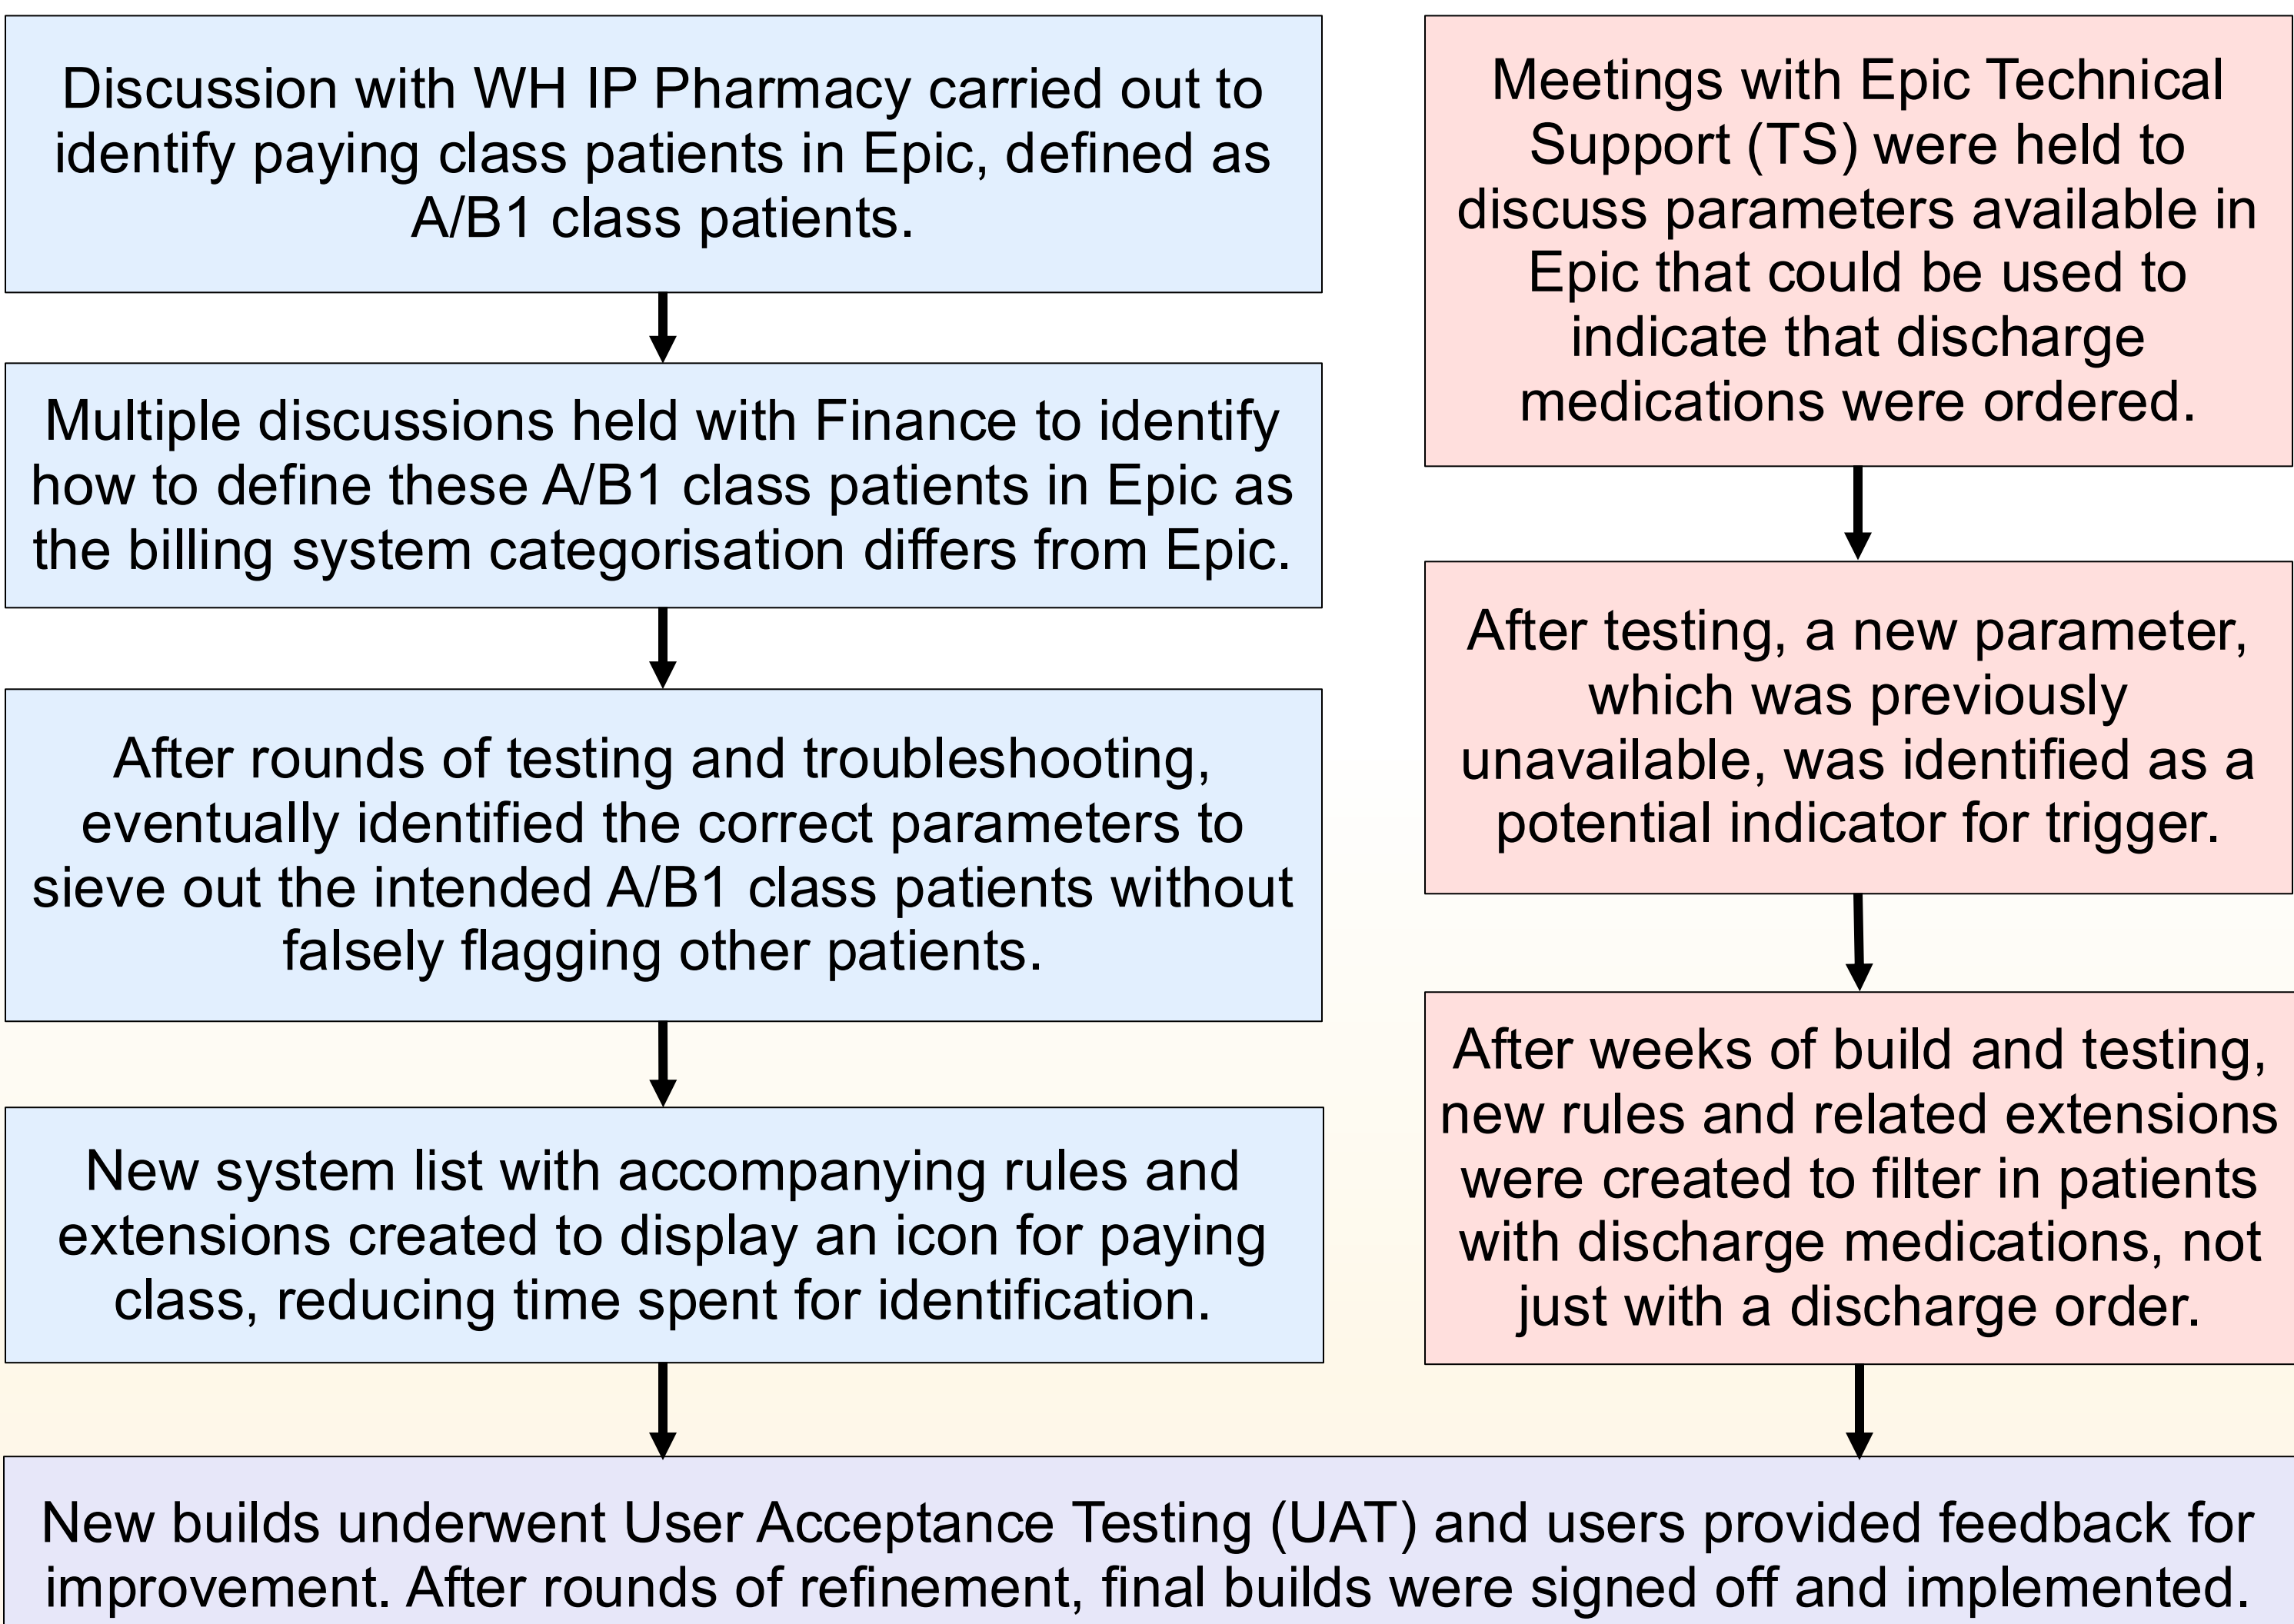 Discussion with WH IP Pharmacy carried out to
identify paying class patients in Epic, defined as
A/B1 class patients.
Multiple discussions held with Finance to identify
how to define these A/B1 class patients in Epic as
the billing system categorisation differs from Epic.
After rounds of testing and troubleshooting,
eventually identified the correct parameters to
sieve out the intended A/B1 class patients without
falsely flagging other patients.
New system list with accompanying rules and
extensions created to display an icon for paying
class, reducing time spent for identification.
Meetings with Epic Technical
Support (TS) were held to
discuss parameters available in
Epic that could be used to
indicate that discharge
medications were ordered.
After testing, a new parameter,
which was previously
unavailable, was identified as a
potential indicator for trigger.
After weeks of build and testing,
new rules and related extensions
were created to filter in patients
with discharge medications, not
just with a discharge order.
New builds underwent User Acceptance Testing (UAT) and users provided feedback for
improvement. After rounds of refinement, final builds were signed off and implemented.